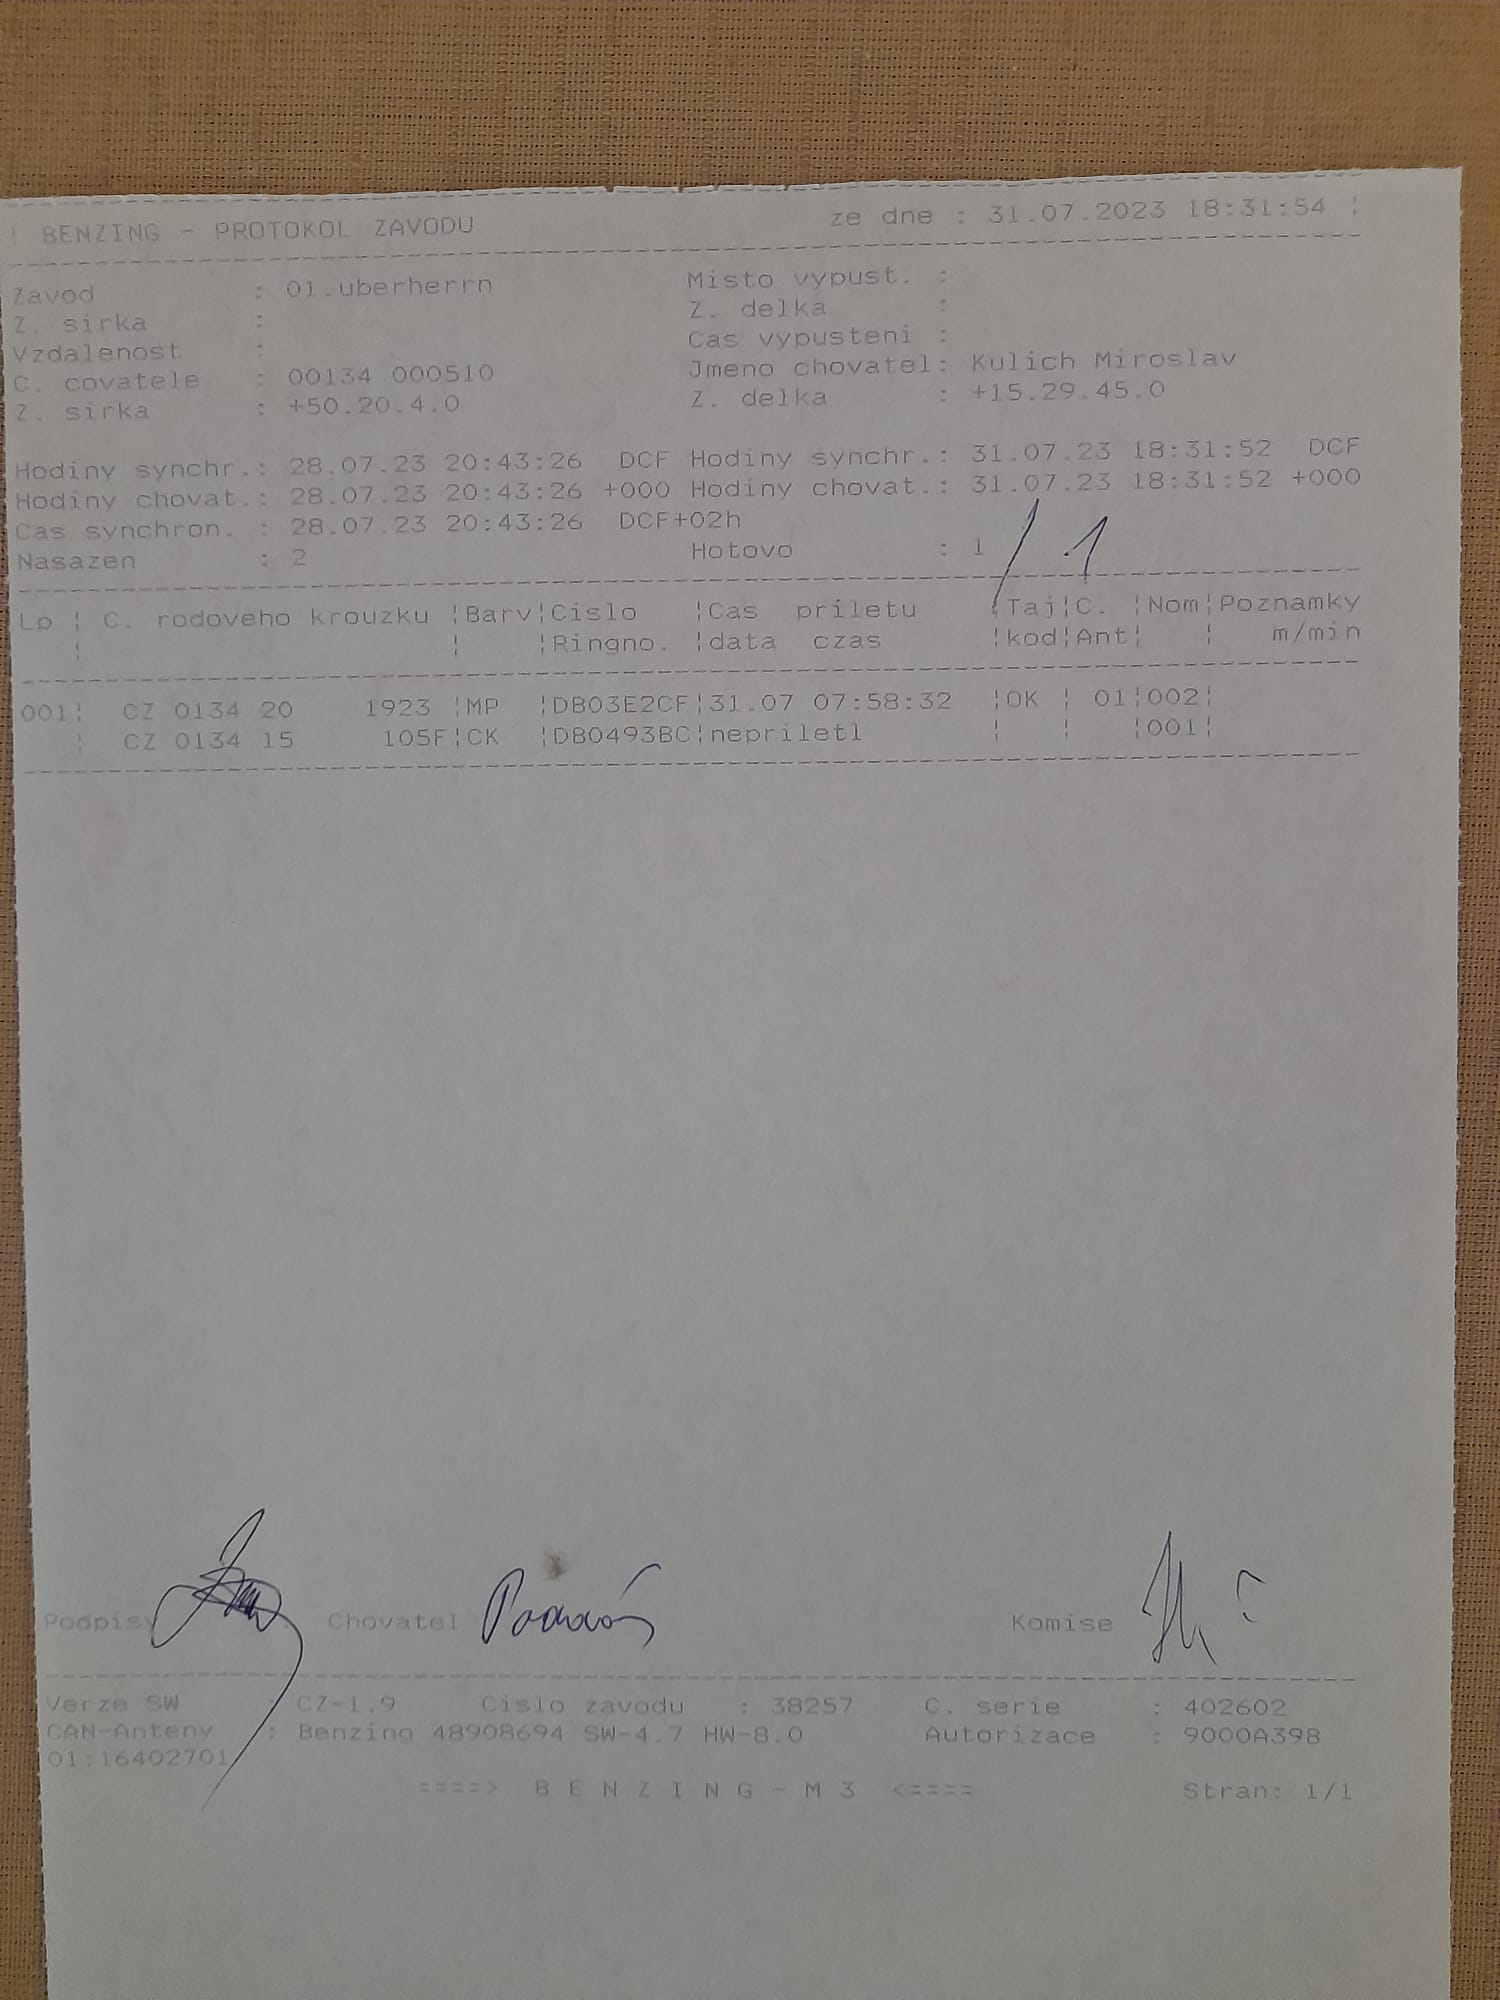 BENZING - PROTOKOL ZAVODU ze dne : 31.07.2023 18:31:54
Zavod : 01.uberherrn Misto vypust. :
Z. sirka : Z. delka :
Vzdalenost : Cas vypusteni :
C. covatele : 00134 000510 Jmeno chovatel: Kulich Miroslav
Z. sirka : +50.20.4.0 Z. delka : +15.29.45.0
Hodiny synchr.: 28.07.23 20:43:26 DCF Hodiny synchr.: 31.07.23 18:31:52 DCF
Hodiny chovat.: 28.07.23 20:43:26 +000 Hodiny chovat.: 31.07.23 18:31:52 +000
Cas synchron. : 28.07.23 20:43:26 DCF+02h
Nasazen : 2 Hotovo : 1 / 1
Lp ¦ C. rodoveho krouzku ¦Barv¦Cislo ¦Cas priletu ¦Taj¦C. ¦Nom¦Poznamky
¦ ¦ ¦Ringno. ¦data czas ¦kod¦Ant¦ ¦ m/min
001¦ CZ 0134 20 1923 ¦MP ¦DB03E2CF¦31.07 07:58:32 ¦OK ¦ 01¦002¦
¦ CZ 0134 15 105F¦CK ¦DB0493BC¦nepriletl ¦ ¦ ¦001¦
Podpisy Chovatel Komise
Verze SW : CZ-1.9 Cislo zavodu : 38257 C. serie : 402602
CAN-Anteny : Benzing 48908694 SW-4.7 HW-8.0 Autorizace : 9000A398
01:16402701
====> B E N Z I N G - M 3 <==== Stran: 1/1